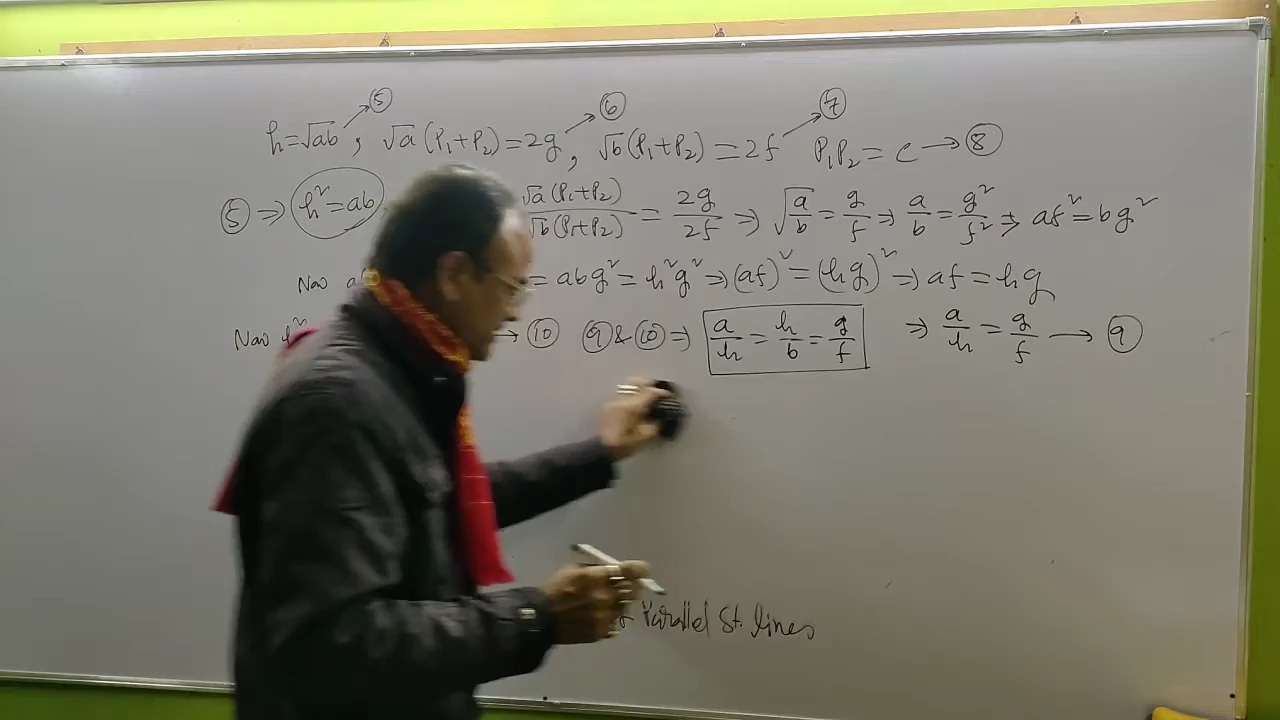 h=√ab → ⑤, √a(P₁+P₂)=2g → ⑥, √b(P₁+P₂)=2f → ⑦ P₁P₂=c → ⑧
⑤ ⇒ h²=ab, √a(P₁+P₂)/√b(P₁+P₂) = 2g/2f ⇒ √a/b = g/f ⇒ a/b = g²/f² ⇒ af²=bg²
Now = abg² = h²g² ⇒ (af)² = (hg)² ⇒ af = hg
Now h² → ⑩ ⑨ & ⑩ ⇒ a/h = h/b = g/f ⇒ a/h = g/f → ⑨
Parallel St. lines